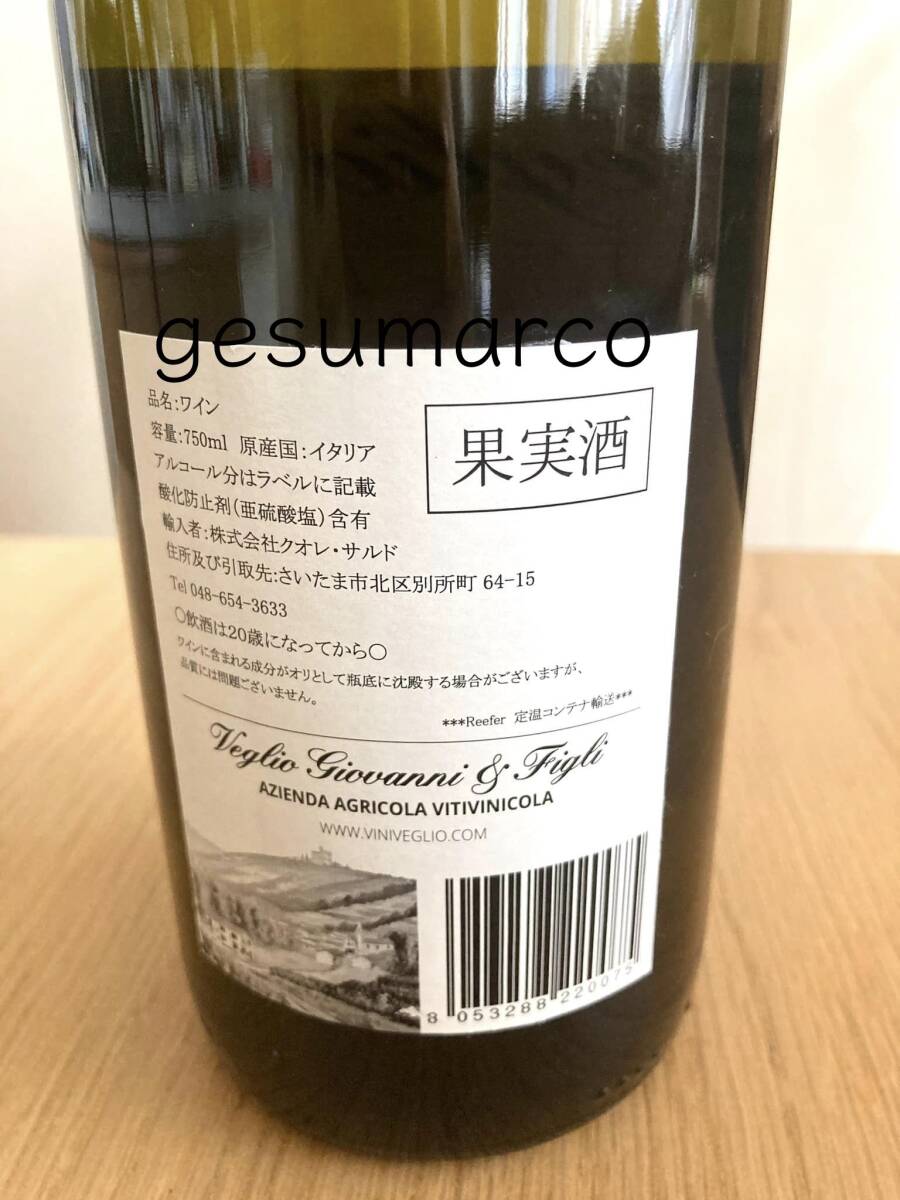 gesumarco
品名:ワイン
容量:750ml 原産国:イタリア
アルコール分はラベルに記載
酸化防止剤(亜硫酸塩)含有
輸入者:株式会社クオレ・サルド
住所及び引取先:さいたま市北区別所町 64-15
Tel 048-654-3633
○飲酒は20歳になってから○
ワインに含まれる成分がオリとして瓶底に沈殿する場合がございますが、
品質には問題ございません。
***Reefer 定温コンテナ輸送***
果実酒
Veglio Giovanni & Figli
AZIENDA AGRICOLA VITIVINICOLA
WWW.VINIVEGLIO.COM
8 053288 220075